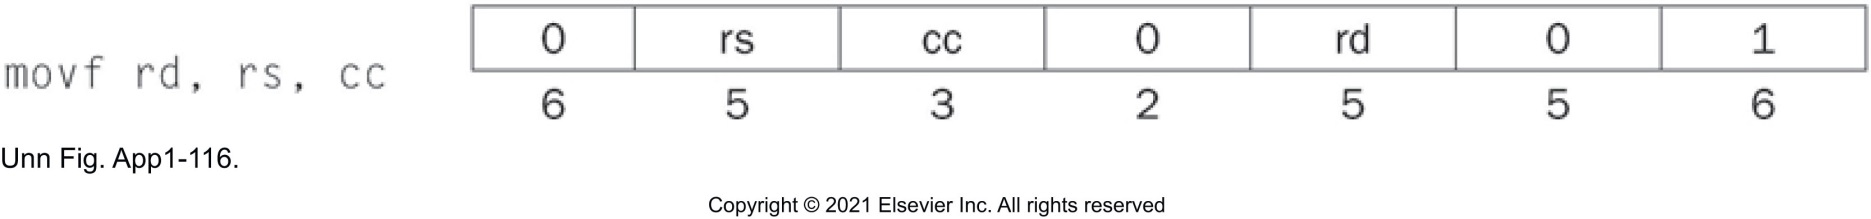 0 rs cc 0 rd 0 1
movf rd, rs, cc
6 5 3 2 5 5 6
Unn Fig. App1-116.
Copyright © 2021 Elsevier Inc. All rights reserved